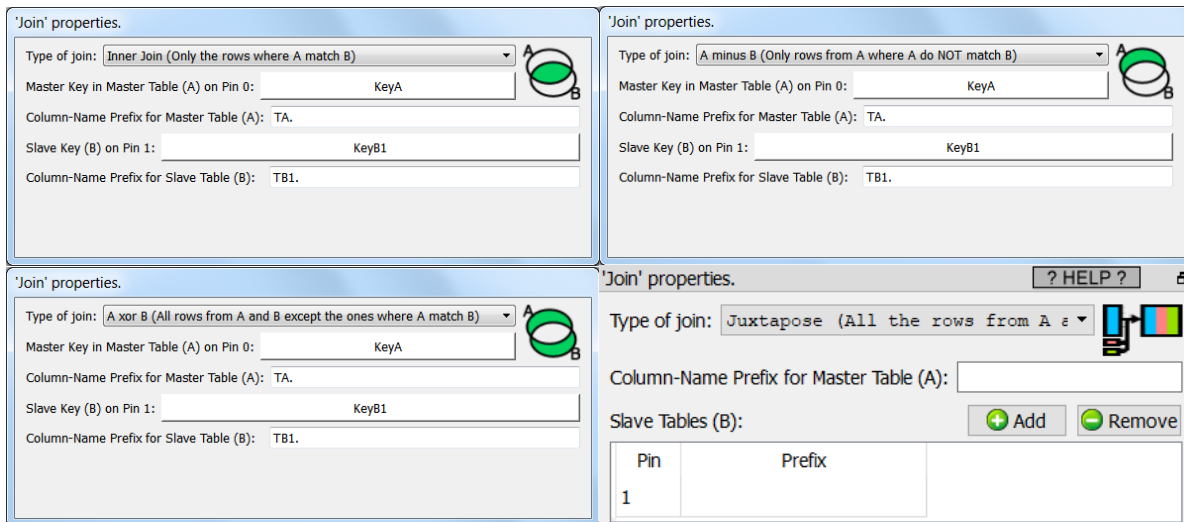 'Join' properties.
Type of join: Inner Join (Only the rows where A match B)
A
B
Master Key in Master Table (A) on Pin 0: KeyA
Column-Name Prefix for Master Table (A): TA.
Slave Key (B) on Pin 1: KeyB1
Column-Name Prefix for Slave Table (B): TB1.
'Join' properties.
Type of join: A minus B (Only rows from A where A do NOT match B)
A
B
Master Key in Master Table (A) on Pin 0: KeyA
Column-Name Prefix for Master Table (A): TA.
Slave Key (B) on Pin 1: KeyB1
Column-Name Prefix for Slave Table (B): TB1.
'Join' properties.
Type of join: A xor B (All rows from A and B except the ones where A match B)
A
B
Master Key in Master Table (A) on Pin 0: KeyA
Column-Name Prefix for Master Table (A): TA.
Slave Key (B) on Pin 1: KeyB1
Column-Name Prefix for Slave Table (B): TB1.
'Join' properties. ? HELP ?
Type of join: Juxtapose (All the rows from A a
Column-Name Prefix for Master Table (A):
Slave Tables (B): Add Remove
Pin Prefix
1